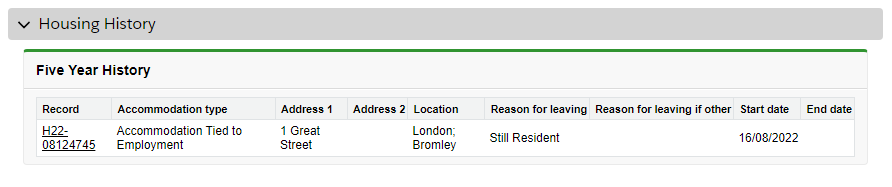 Housing History
Five Year History
Record Accommodation type Address 1 Address 2 Location Reason for leaving Reason for leaving if other Start date End date
H22- Accommodation Tied to 1 Great London; Still Resident 16/08/2022
08124745 Employment Street Bromley